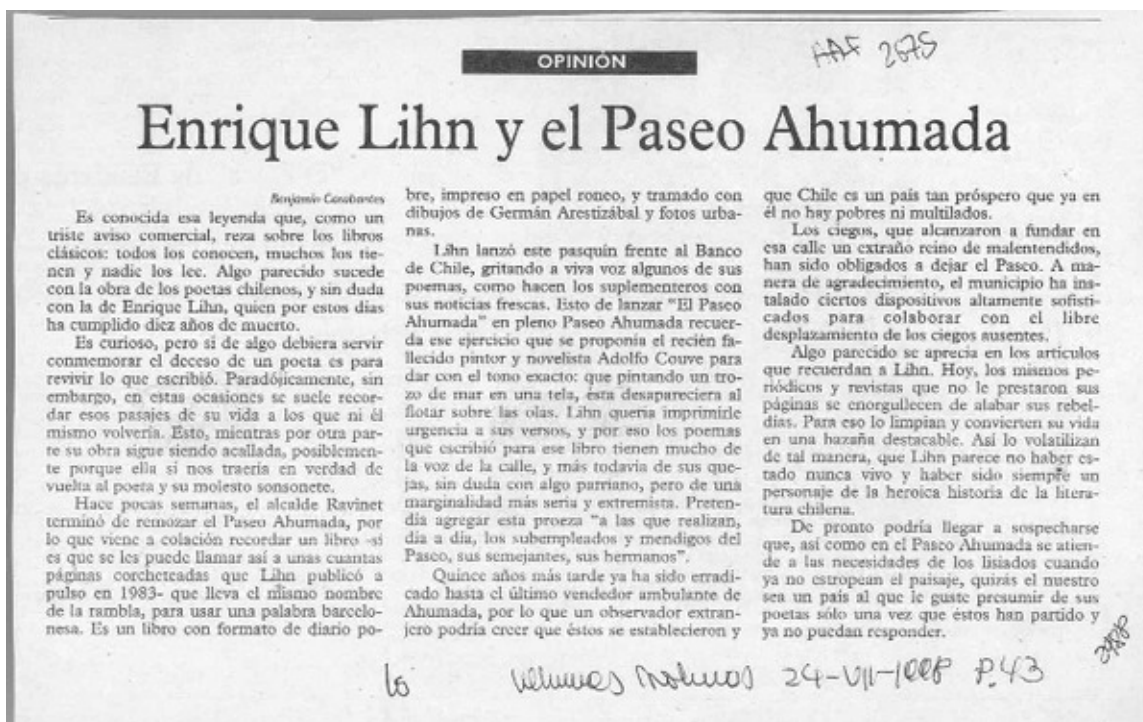 OPINIÓN
AAF 2675
Enrique Lihn y el Paseo Ahumada
Benjamín
Es conocida esa leyenda que, como un
triste aviso comercial, reza sobre los libros
clásicos: todos los conocen, muchos los tie-
nen y nadie los lee. Algo parecido sucede
con la obra de los poetas chilenos, y sin duda
con la de Enrique Lihn, quien por estos días
ha cumplido diez años de muerto.
Es curioso, pero si de algo debiera servir
conmemorar el deceso de un poeta es para
revivir lo que escribió. Paradójicamente, sin
embargo, en estas ocasiones se suele recor-
dar esos pasajes de su vida a los que ni él
mismo volvería. Esto, mientras por otra par-
te su obra sigue siendo acallada, posiblemen-
te porque ella sí nos traería en verdad de
vuelta al poeta y su molesto sonsonete.
Hace pocas semanas, el alcalde Ravinet
terminó de remozar el Paseo Ahumada, por
lo que viene a colación recordar un libro -si
es que se les puede llamar así a unas cuantas
páginas corcheteadas que Lihn publicó a
pulso en 1983- que lleva el mismo nombre
de la rambla, para usar una palabra barcelo-
nesa. Es un libro con formato de diario po-
bre, impreso en papel roneo, y tramado con
dibujos de Germán Arestizábal y fotos urba-
nas.
Lihn lanzó este pasquín frente al Banco
de Chile, gritando a viva voz algunos de sus
poemas, como hacen los suplementeros con
sus noticias frescas. Esto de lanzar "El Paseo
Ahumada" en pleno Paseo Ahumada recuer-
da ese ejercicio que se proponía el recién fa-
llecido pintor y novelista Adolfo Couve para
dar con el tono exacto: que pintando un tro-
zo de mar en una tela, ésta desapareciera al
flotar sobre las olas. Lihn quería imprimirle
urgencia a sus versos, y por eso los poemas
que escribió para ese libro tienen mucho de
la voz de la calle, y más todavía de sus que-
jas, sin duda con algo parriano, pero de una
marginalidad más seria y extremista. Preten-
día agregar esta proeza "a las que realizan,
día a día, los subempleados y mendigos del
Paseo, sus semejantes, sus hermanos".
Quince años más tarde ya ha sido erradi-
cado hasta el último vendedor ambulante de
Ahumada, por lo que un observador extran-
jero podría creer que éstos se establecieron y
que Chile es un país tan próspero que ya en
él no hay pobres ni multilados.
Los ciegos, que alcanzaron a fundar en
esa calle un extraño reino de malentendidos,
han sido obligados a dejar el Paseo. A ma-
nera de agradecimiento, el municipio ha ins-
talado ciertos dispositivos altamente sofisti-
cados para colaborar con el libre
desplazamiento de los ciegos ausentes.
Algo parecido se aprecia en los artículos
que recuerdan a Lihn. Hoy, los mismos pe-
riódicos y revistas que no le prestaron sus
páginas se enorgullecen de alabar sus rebel-
días. Para eso lo limpian y convierten su vida
en una hazaña destacable. Así lo volatilizan
de tal manera, que Lihn parece no haber es-
tado nunca vivo y haber sido siempre un
personaje de la heroica historia de la litera-
tura chilena.
De pronto podría llegar a sospecharse
que, así como en el Paseo Ahumada se atien-
de a las necesidades de los lisiados cuando
ya no estropean el paisaje, quizás el nuestro
sea un país al que le guste presumir de sus
poetas sólo una vez que éstos han partido y
ya no puedan responder.
24-VII-1998 P.43